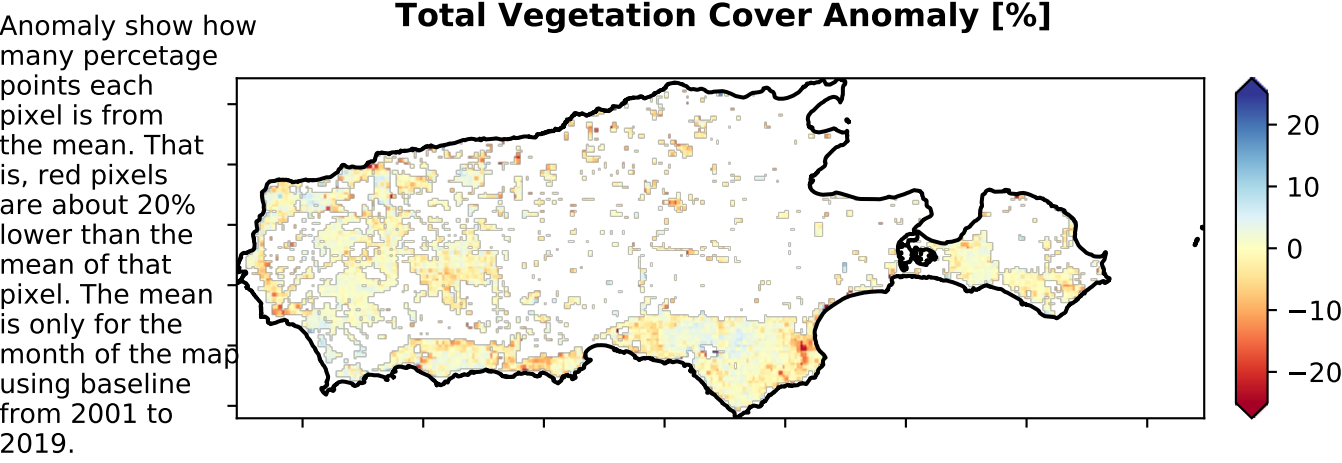 Total Vegetation Cover Anomaly [%]
Anomaly show how
many percetage
points each
pixel is from
the mean. That
is, red pixels
are about 20%
lower than the
mean of that
pixel. The mean
is only for the
month of the map
using baseline
from 2001 to
2019.
20
10
0
−10
−20